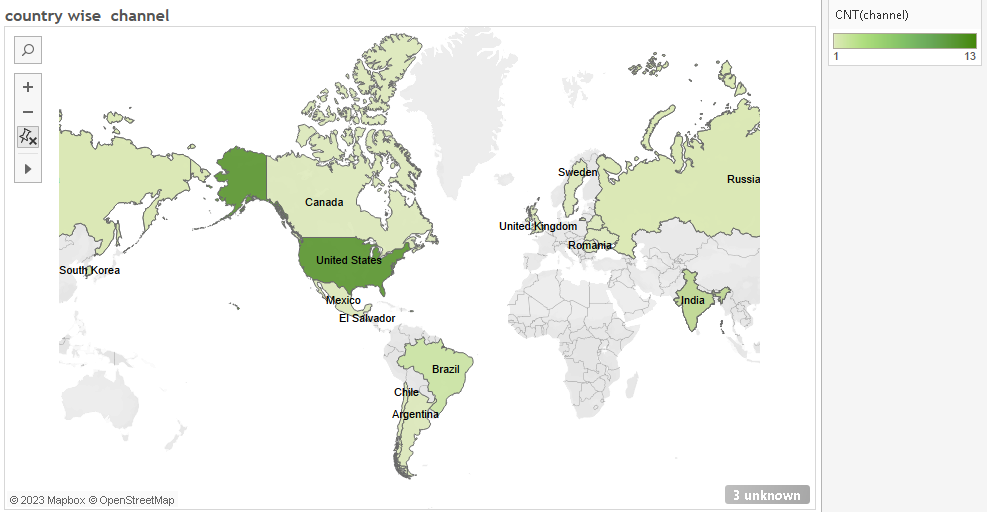 country wise channel
CNT(channel)
1
13
Sweden
Russia
Canada
United Kingdom
Romania
United States
South Korea
Mexico
India
El Salvador
Brazil
Chile
Argentina
3 unknown
© 2023 Mapbox © OpenStreetMap